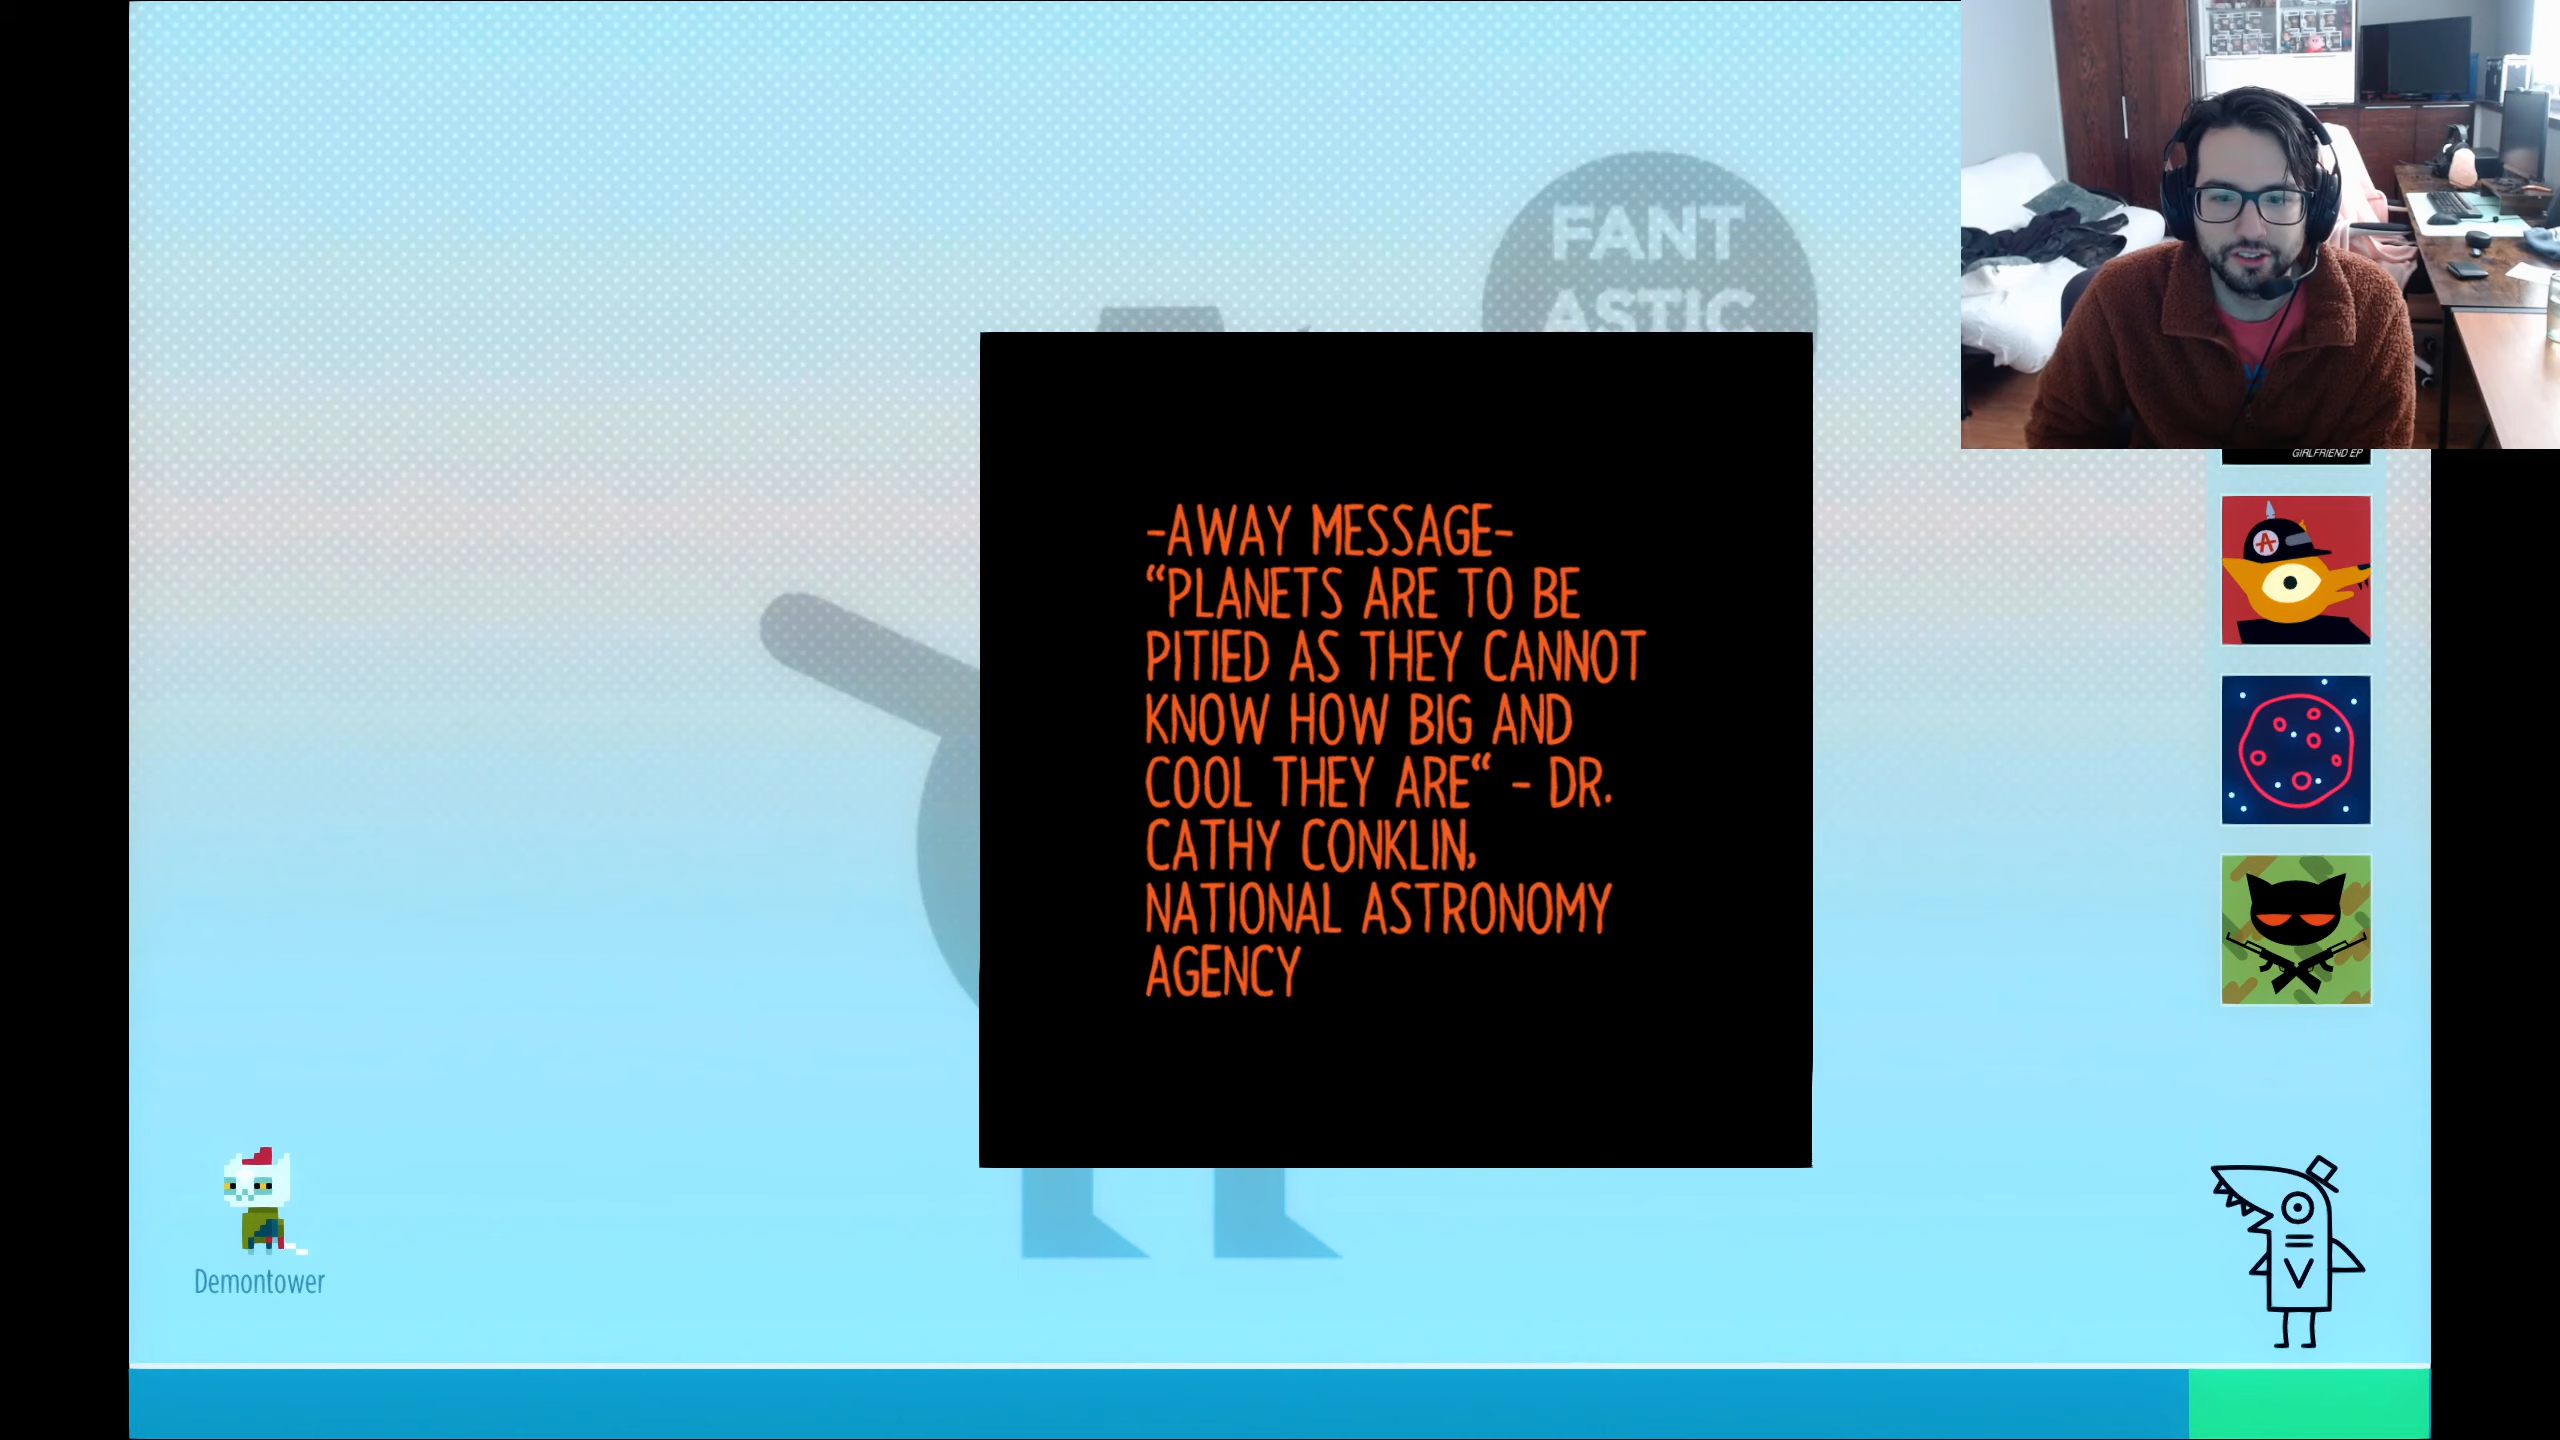 FANT
ASTIC
GIRLFRIEND EP
-AWAY MESSAGE-
“PLANETS ARE TO BE
PITIED AS THEY CANNOT
KNOW HOW BIG AND
COOL THEY ARE“ - DR.
CATHY CONKLIN,
NATIONAL ASTRONOMY
AGENCY
Demontower